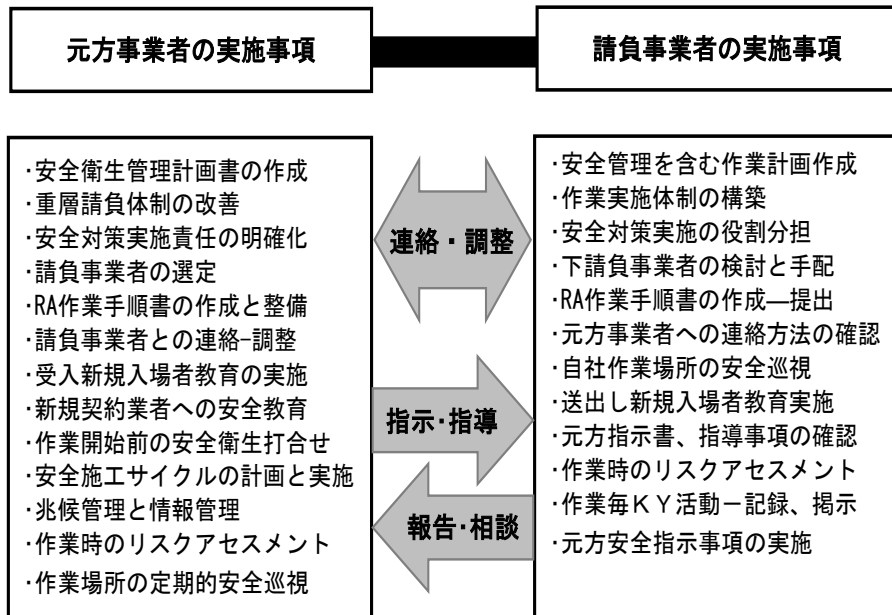 元方事業者の実施事項
請負事業者の実施事項
・安全衛生管理計画書の作成
・重層請負体制の改善
・安全対策実施責任の明確化
・請負事業者の選定
・RA作業手順書の作成と整備
・請負事業者との連絡-調整
・受入新規入場者教育の実施
・新規契約業者への安全教育
・作業開始前の安全衛生打合せ
・安全施工サイクルの計画と実施
・兆候管理と情報管理
・作業時のリスクアセスメント
・作業場所の定期的安全巡視
連絡・調整
指示・指導
報告・相談
・安全管理を含む作業計画作成
・作業実施体制の構築
・安全対策実施の役割分担
・下請負事業者の検討と手配
・RA作業手順書の作成―提出
・元方事業者への連絡方法の確認
・自社作業場所の安全巡視
・送出し新規入場者教育実施
・元方指示書、指導事項の確認
・作業時のリスクアセスメント
・作業毎ＫＹ活動－記録、掲示
・元方安全指示事項の実施